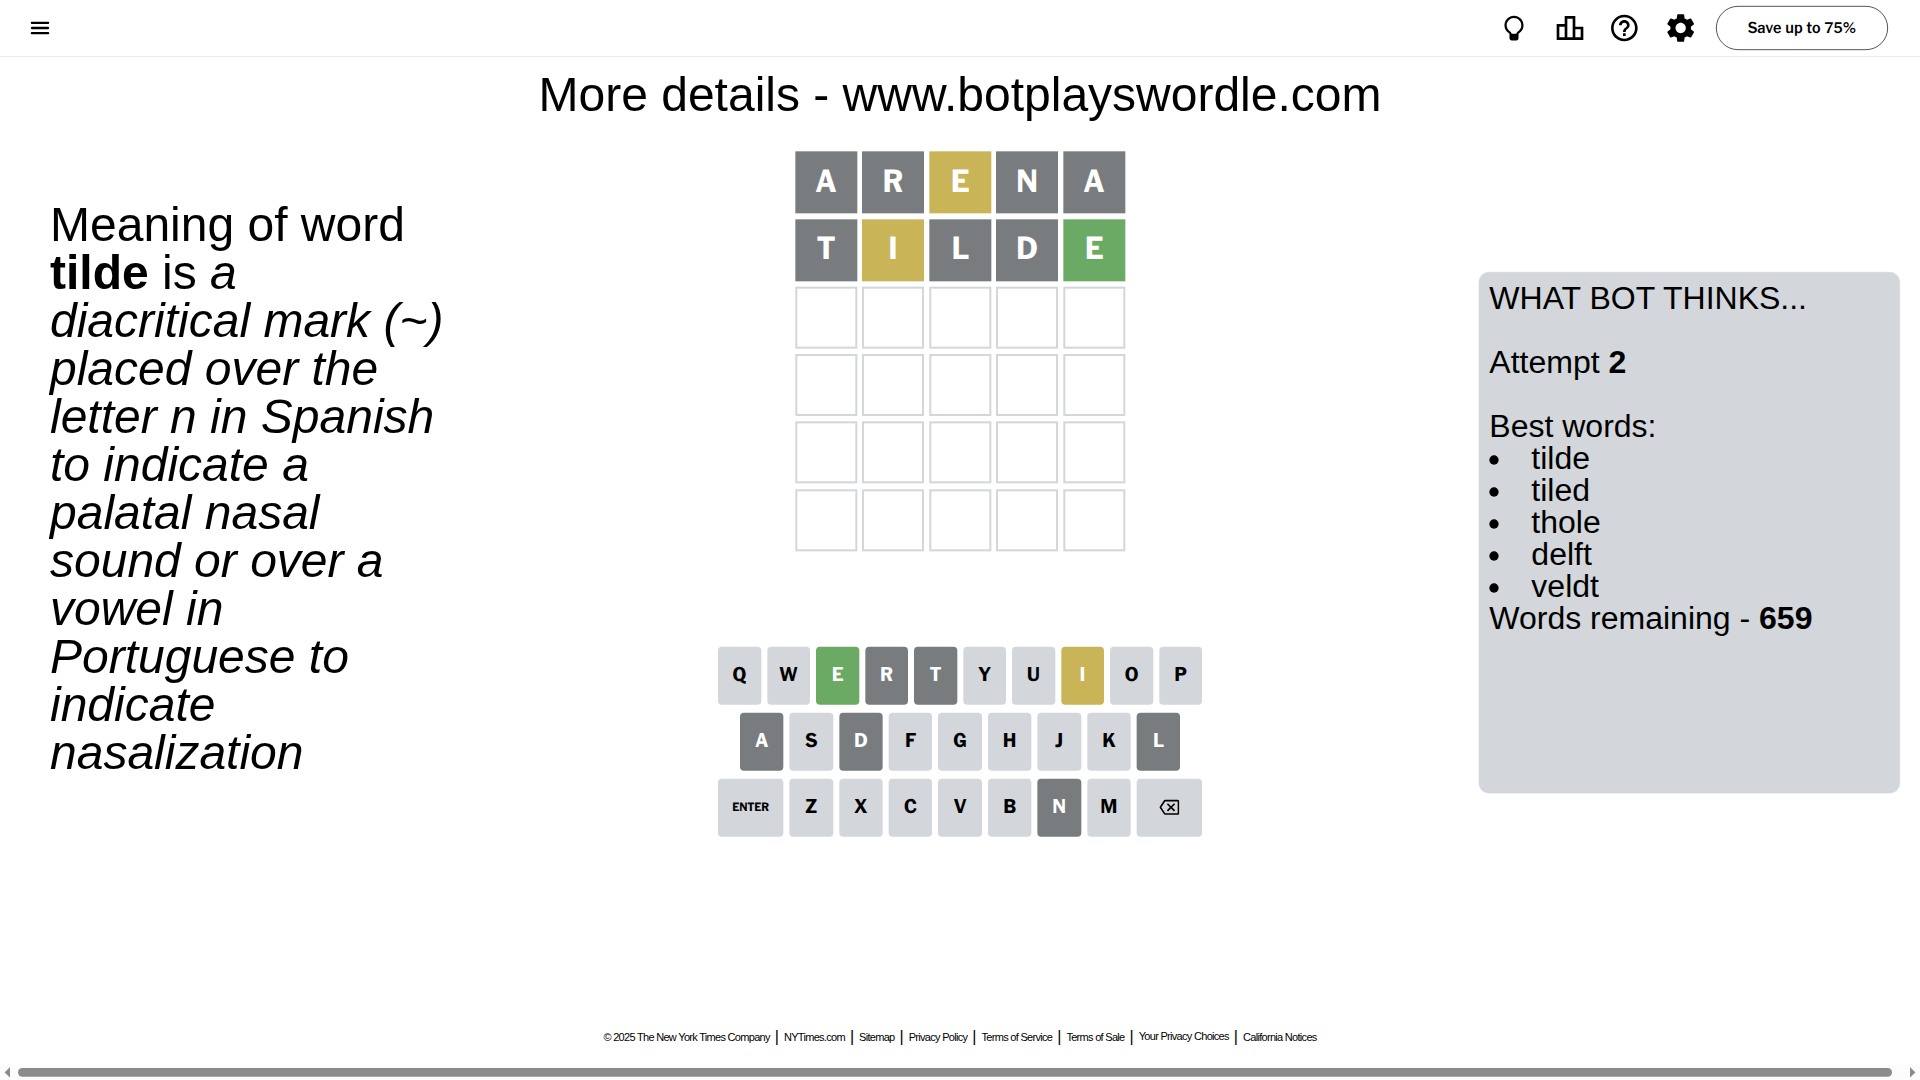 Save up to 75%
More details - www.botplayswordle.com
Meaning of word
tilde is a
diacritical mark (~)
placed over the
letter n in Spanish
to indicate a
palatal nasal
sound or over a
vowel in
Portuguese to
indicate
nasalization
A R E N A
T I L D E
WHAT BOT THINKS...
Attempt 2
Best words:
• tilde
• tiled
• thole
• delft
• veldt
Words remaining - 659
Q W E R T Y U I O P
A S D F G H J K L
ENTER Z X C V B N M
© 2025 The New York Times Company | NYTimes.com | Sitemap | Privacy Policy | Terms of Service | Terms of Sale | Your Privacy Choices | California Notices